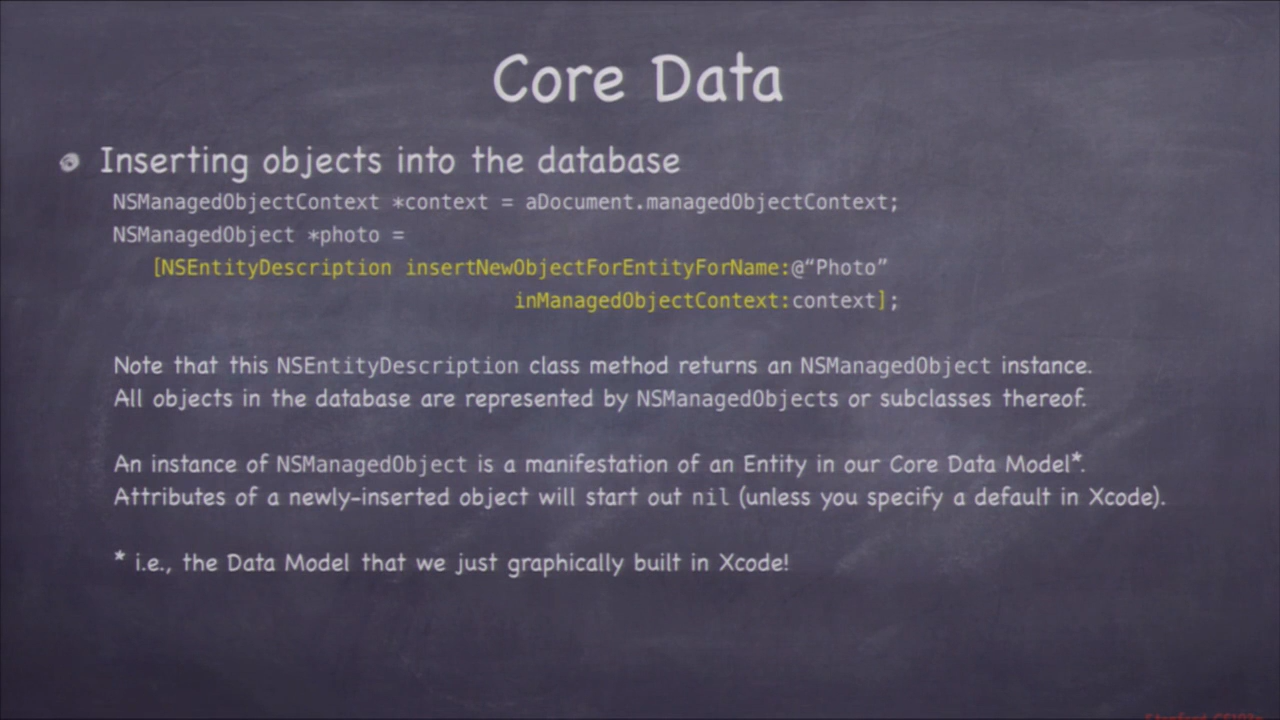 Core Data
Inserting objects into the database
NSManagedObjectContext *context = aDocument.managedObjectContext;
NSManagedObject *photo =
[NSEntityDescription insertNewObjectForEntityForName:@“Photo”
inManagedObjectContext:context];
Note that this NSEntityDescription class method returns an NSManagedObject instance.
All objects in the database are represented by NSManagedObjects or subclasses thereof.
An instance of NSManagedObject is a manifestation of an Entity in our Core Data Model*.
Attributes of a newly-inserted object will start out nil (unless you specify a default in Xcode).
* i.e., the Data Model that we just graphically built in Xcode!